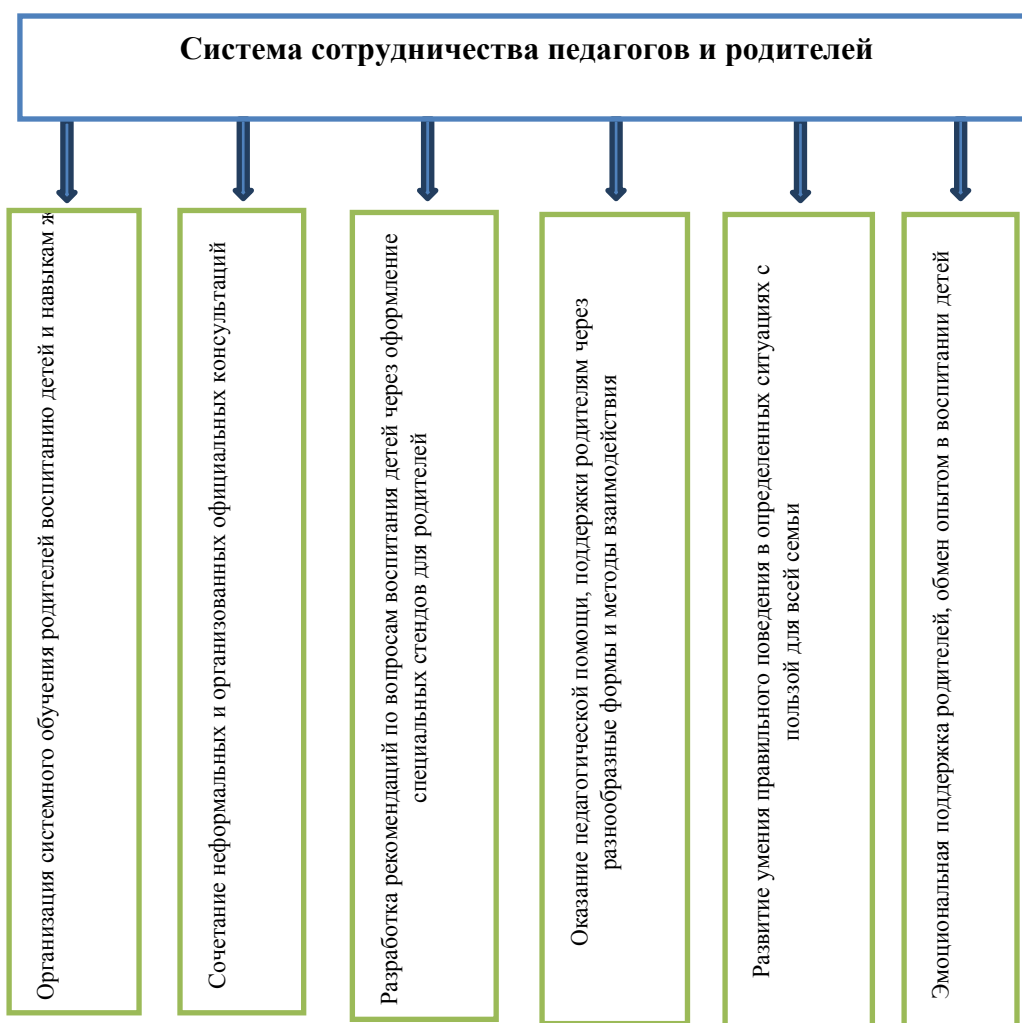 Система сотрудничества педагогов и родителей
Организация системного обучения родителей воспитанию детей и навыкам
Сочетание неформальных и организованных официальных консультаций
Разработка рекомендаций по вопросам воспитания детей через оформление
специальных стендов для родителей
Оказание педагогической помощи, поддержки родителям через
разнообразные формы и методы взаимодействия
Развитие умения правильного поведения в определенных ситуациях с
пользой для всей семьи
Эмоциональная поддержка родителей, обмен опытом в воспитании детей